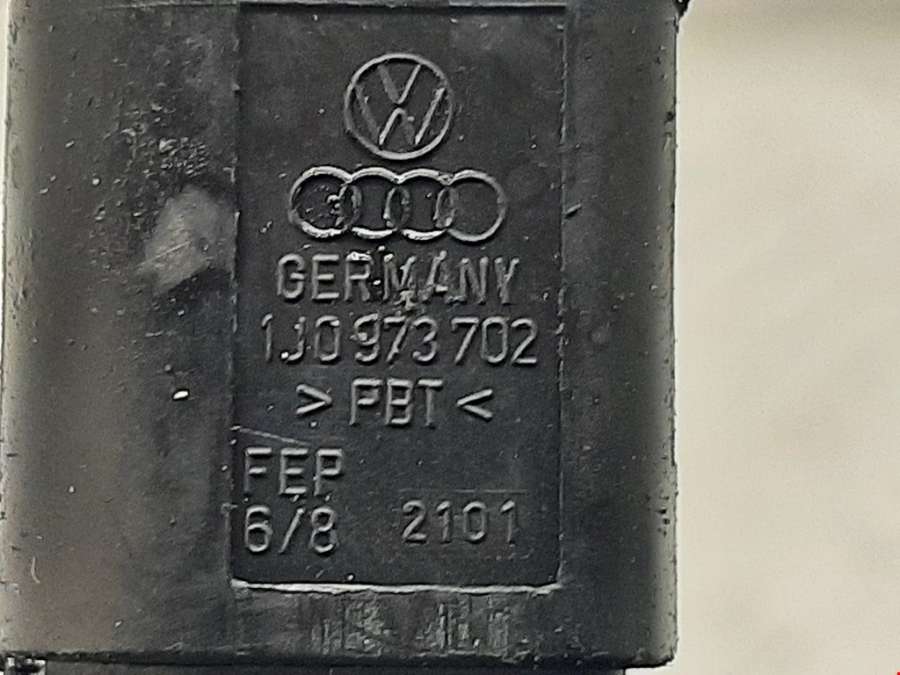 GERMANY
1J0 973 702
> PBT <
FEP
6/8 2101